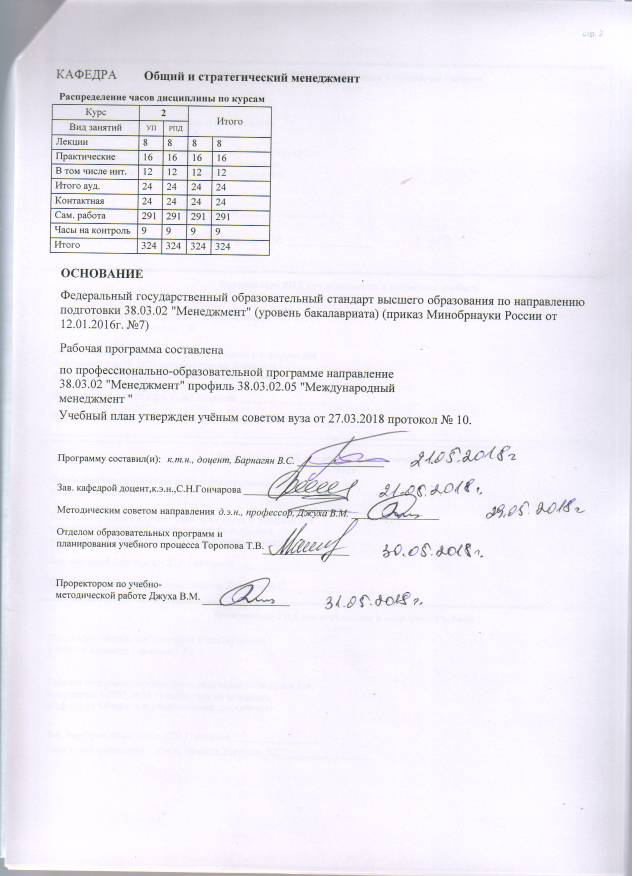 стр. 2
КАФЕДРА Общий и стратегический менеджмент
Распределение часов дисциплины по курсам
Курс 2 Итого
Вид занятий УП РПД
Лекции 8 8 8 8
Практические 16 16 16 16
В том числе инт. 12 12 12 12
Итого ауд. 24 24 24 24
Контактная 24 24 24 24
Сам. работа 291 291 291 291
Часы на контроль 9 9 9 9
Итого 324 324 324 324
ОСНОВАНИЕ
Федеральный государственный образовательный стандарт высшего образования по направлению
подготовки 38.03.02 "Менеджмент" (уровень бакалавриата) (приказ Минобрнауки России от
12.01.2016г. №7)
Рабочая программа составлена
по профессионально-образовательной программе направление
38.03.02 "Менеджмент" профиль 38.03.02.05 "Международный
менеджмент "
Учебный план утвержден учёным советом вуза от 27.03.2018 протокол № 10.
Программу составил(и): к.т.н., доцент, Барнагян В.С. 21.05.2018г
Зав. кафедрой доцент,к.э.н.,С.Н.Гончарова 21.05.2018г.
Методическим советом направления д.э.н., профессор, Джуха В.М. 29.05.2018г
Отделом образовательных программ и
планирования учебного процесса Торопова Т.В. 30.05.2018г.
Проректором по учебно-
методической работе Джуха В.М. 31.05.2018г.